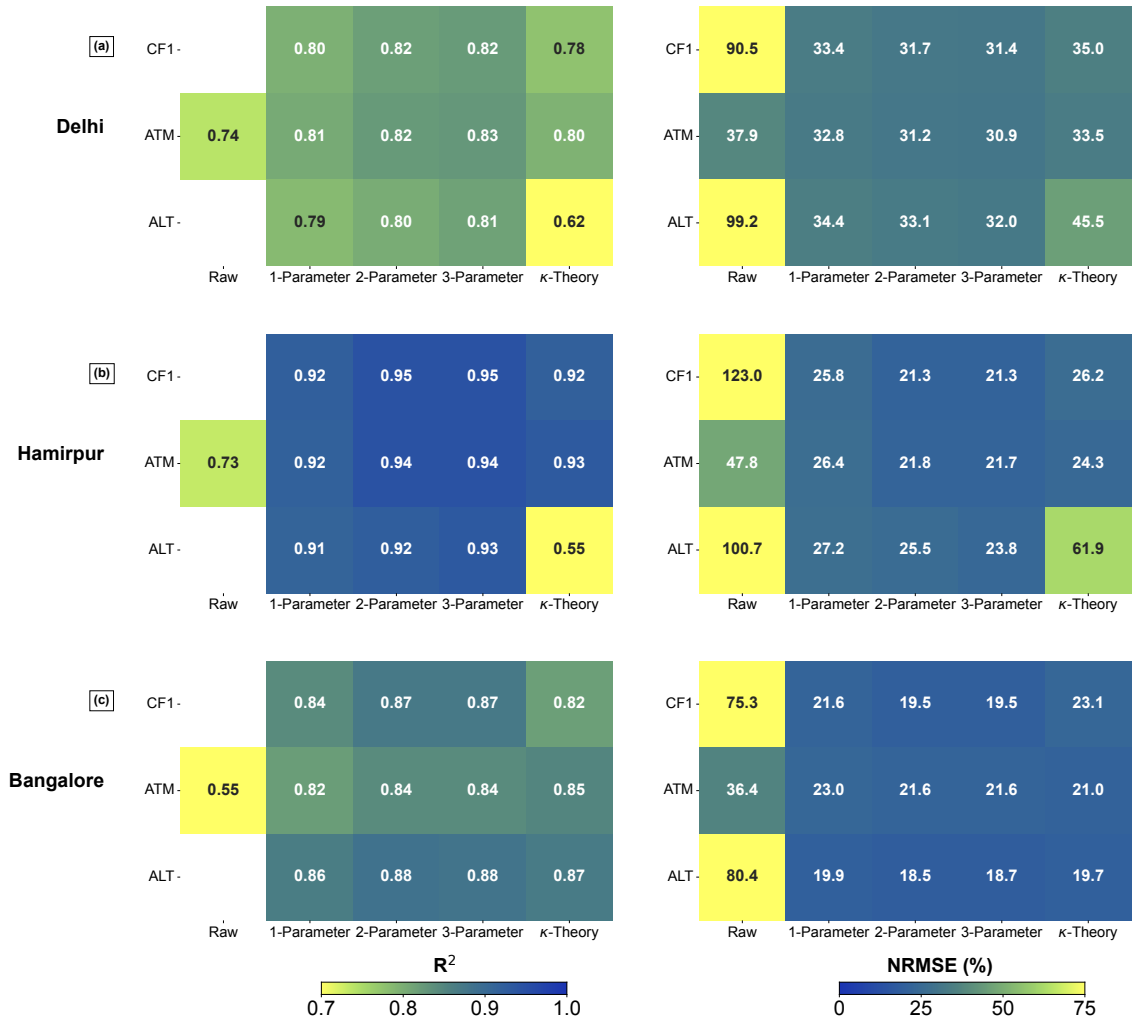 (a)
Delhi
CF1 0.80 0.82 0.82 0.78
ATM 0.74 0.81 0.82 0.83 0.80
ALT 0.79 0.80 0.81 0.62
Raw 1-Parameter 2-Parameter 3-Parameter κ-Theory
CF1 90.5 33.4 31.7 31.4 35.0
ATM 37.9 32.8 31.2 30.9 33.5
ALT 99.2 34.4 33.1 32.0 45.5
Raw 1-Parameter 2-Parameter 3-Parameter κ-Theory
(b)
Hamirpur
CF1 0.92 0.95 0.95 0.92
ATM 0.73 0.92 0.94 0.94 0.93
ALT 0.91 0.92 0.93 0.55
Raw 1-Parameter 2-Parameter 3-Parameter κ-Theory
CF1 123.0 25.8 21.3 21.3 26.2
ATM 47.8 26.4 21.8 21.7 24.3
ALT 100.7 27.2 25.5 23.8 61.9
Raw 1-Parameter 2-Parameter 3-Parameter κ-Theory
(c)
Bangalore
CF1 0.84 0.87 0.87 0.82
ATM 0.55 0.82 0.84 0.84 0.85
ALT 0.86 0.88 0.88 0.87
Raw 1-Parameter 2-Parameter 3-Parameter κ-Theory
CF1 75.3 21.6 19.5 19.5 23.1
ATM 36.4 23.0 21.6 21.6 21.0
ALT 80.4 19.9 18.5 18.7 19.7
Raw 1-Parameter 2-Parameter 3-Parameter κ-Theory
R²
0.7 0.8 0.9 1.0
NRMSE (%)
0 25 50 75